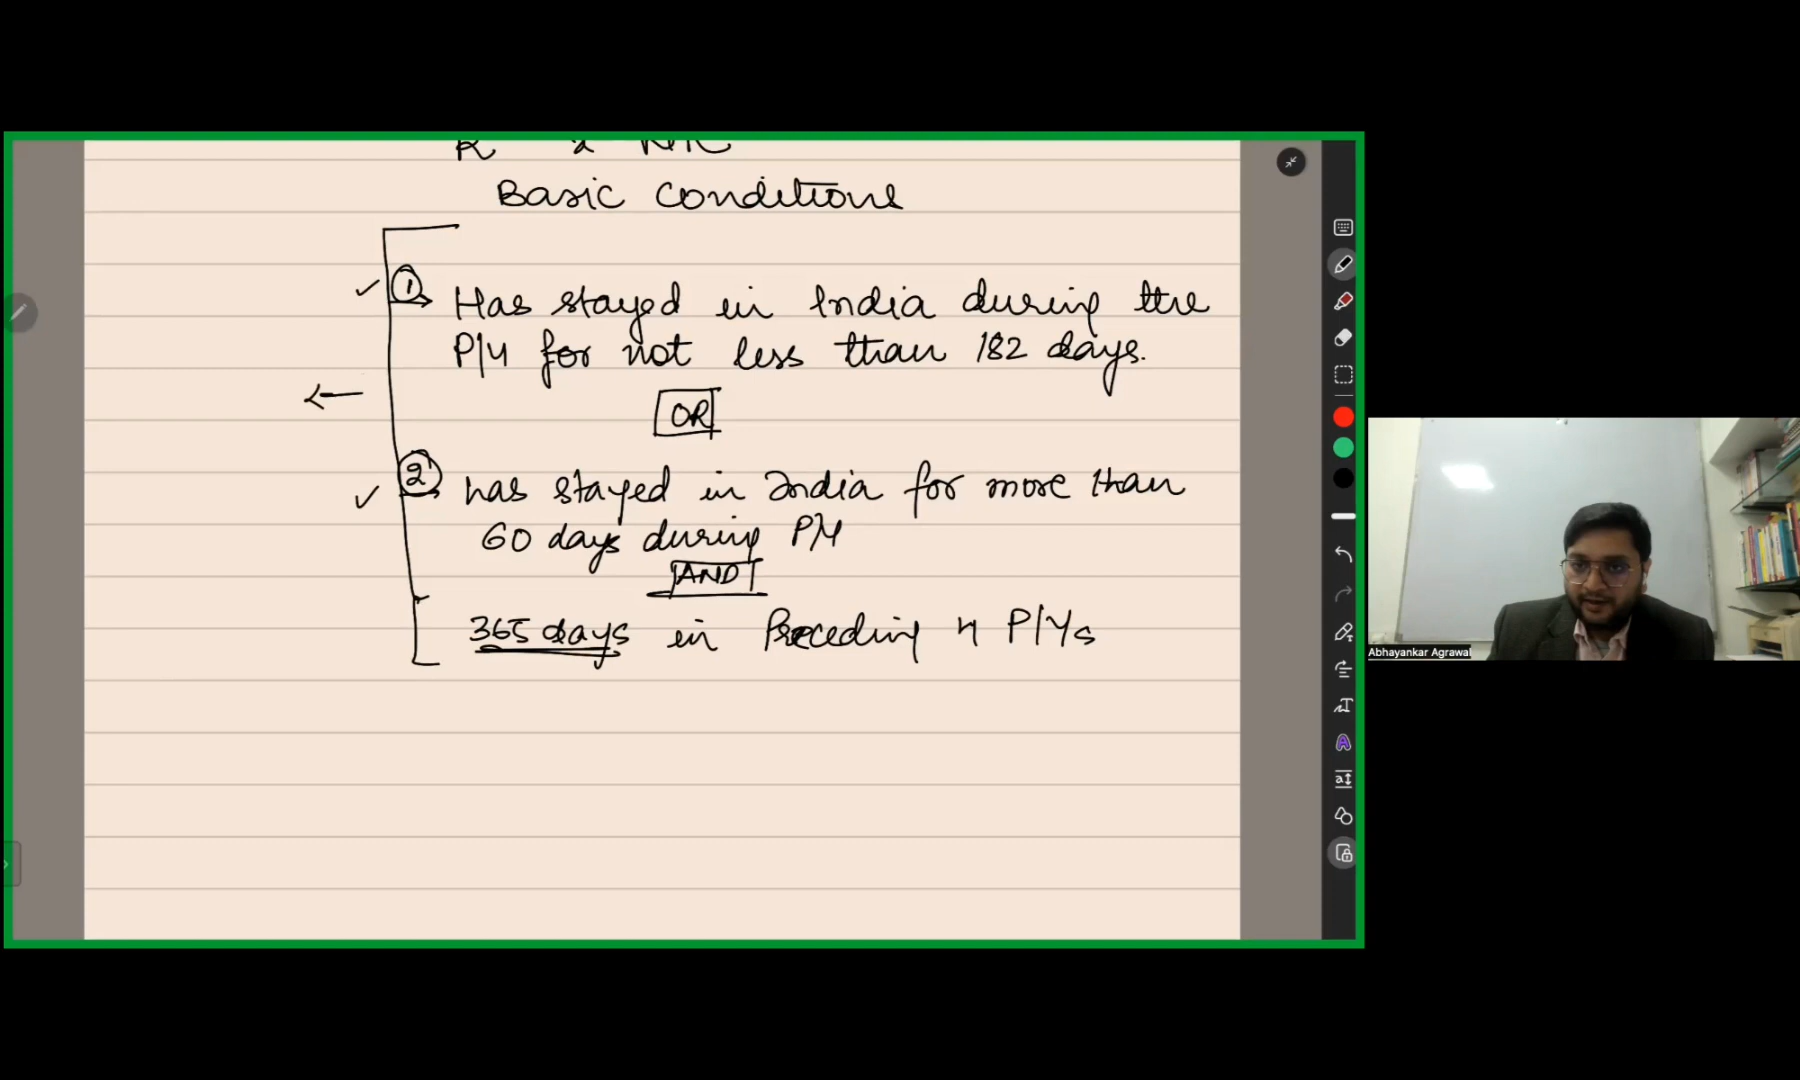 Basic Conditions
① Has stayed in India during the
P/Y for not less than 182 days.
OR
② has stayed in India for more than
60 days during P/Y
AND
365 days in Preceding 4 P/Ys
Abhayankar Agrawal